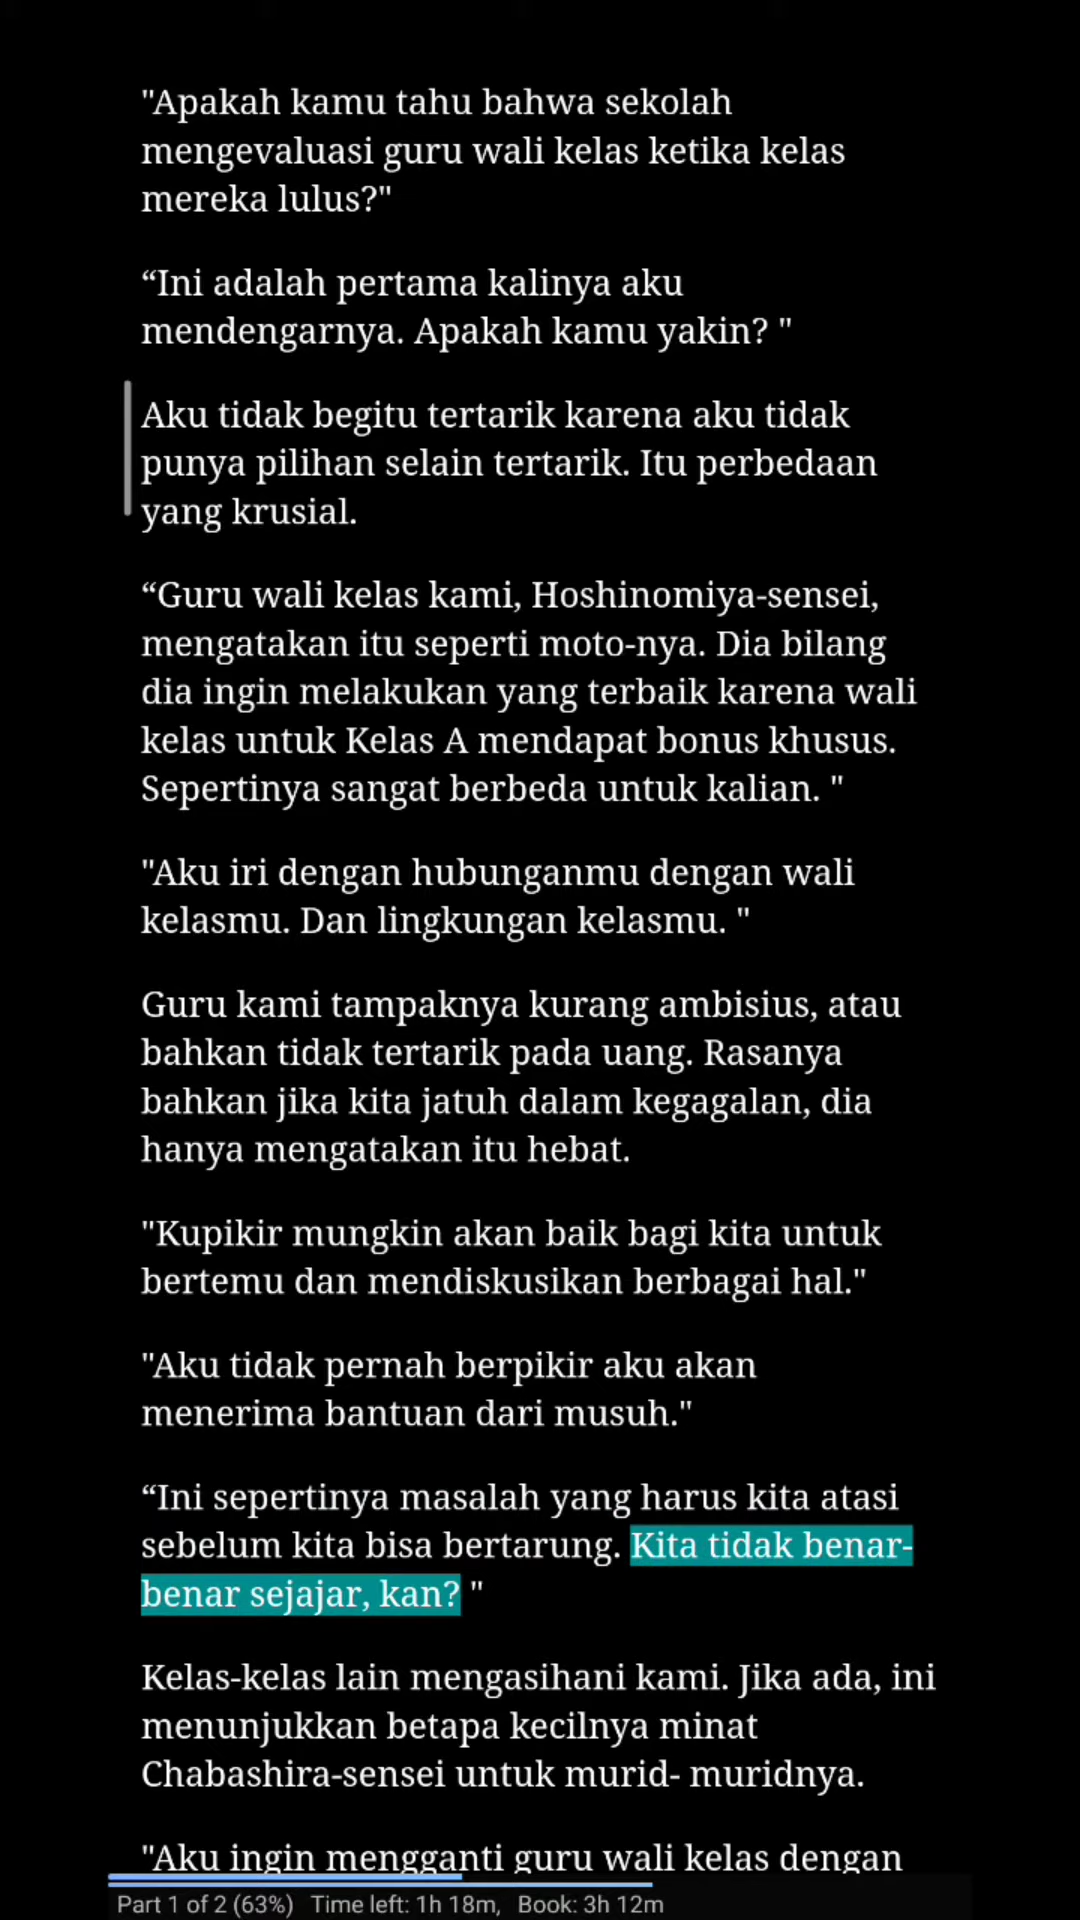 "Apakah kamu tahu bahwa sekolah
mengevaluasi guru wali kelas ketika kelas
mereka lulus?"
“Ini adalah pertama kalinya aku
mendengarnya. Apakah kamu yakin? "
Aku tidak begitu tertarik karena aku tidak
punya pilihan selain tertarik. Itu perbedaan
yang krusial.
“Guru wali kelas kami, Hoshinomiya-sensei,
mengatakan itu seperti moto-nya. Dia bilang
dia ingin melakukan yang terbaik karena wali
kelas untuk Kelas A mendapat bonus khusus.
Sepertinya sangat berbeda untuk kalian. "
"Aku iri dengan hubunganmu dengan wali
kelasmu. Dan lingkungan kelasmu. "
Guru kami tampaknya kurang ambisius, atau
bahkan tidak tertarik pada uang. Rasanya
bahkan jika kita jatuh dalam kegagalan, dia
hanya mengatakan itu hebat.
"Kupikir mungkin akan baik bagi kita untuk
bertemu dan mendiskusikan berbagai hal."
"Aku tidak pernah berpikir aku akan
menerima bantuan dari musuh."
“Ini sepertinya masalah yang harus kita atasi
sebelum kita bisa bertarung. Kita tidak benar-
benar sejajar, kan? "
Kelas-kelas lain mengasihani kami. Jika ada, ini
menunjukkan betapa kecilnya minat
Chabashira-sensei untuk murid- muridnya.
"Aku ingin mengganti guru wali kelas dengan
Part 1 of 2 (63%) Time left: 1h 18m, Book: 3h 12m